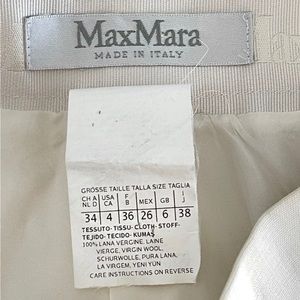 MaxMara
MADE IN ITALY
GRÖSSE TAILLE TALLA SIZE TAGLIA
CH A NL D
CA
F B
MEX
GB
I J
34 4 36 26 6 38
TESSUTO-TISSU-CLOTH-STOFF-
TEJIDO-TECIDO-KUMAŞ
100% LANA VERGINE, LAINE
VIERGE, VIRGIN WOOL,
SCHURWOLLE, PURA LANA,
LA VIRGEM, YENİ YÜN
CARE INSTRUCTIONS ON REVERSE